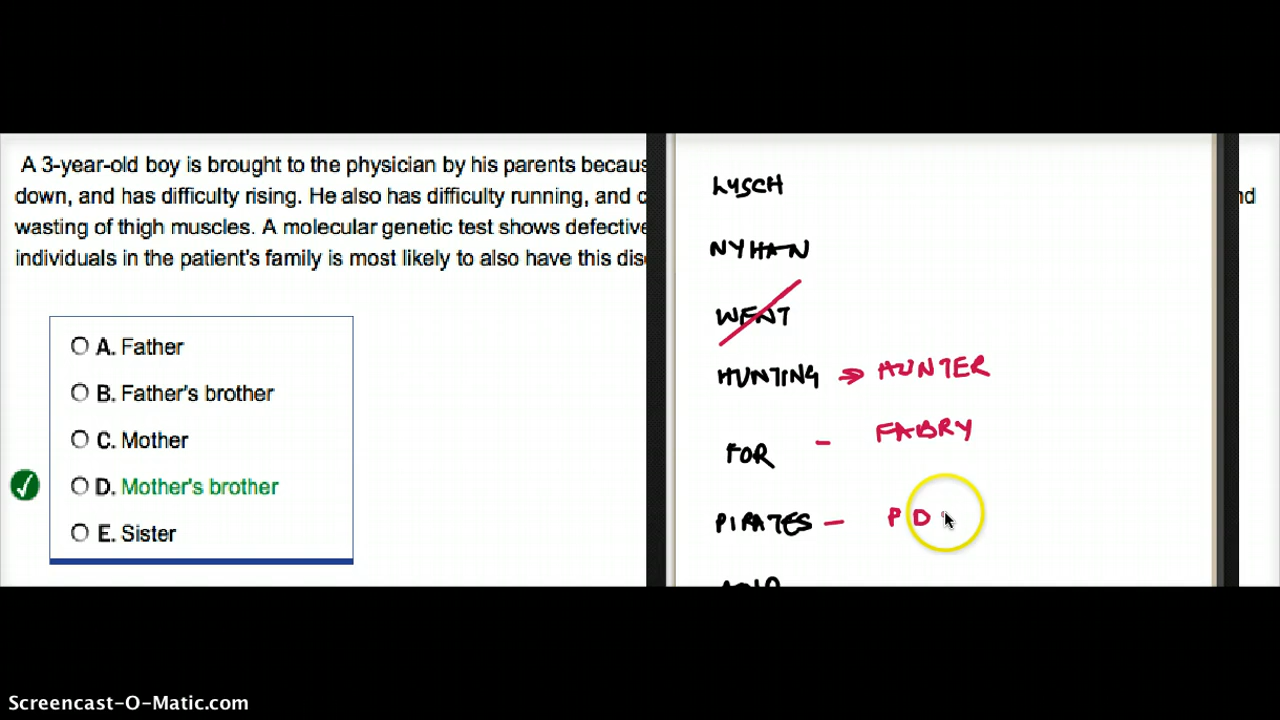 A 3-year-old boy is brought to the physician by his parents becaus
down, and has difficulty rising. He also has difficulty running, and c
nd
wasting of thigh muscles. A molecular genetic test shows defective
individuals in the patient's family is most likely to also have this dis
A. Father
B. Father's brother
C. Mother
D. Mother's brother
E. Sister
LYSCH
NYHAN
WENT
HUNTING ⇒ HUNTER
FOR - FABRY
PIRATES - P D
Screencast-O-Matic.com